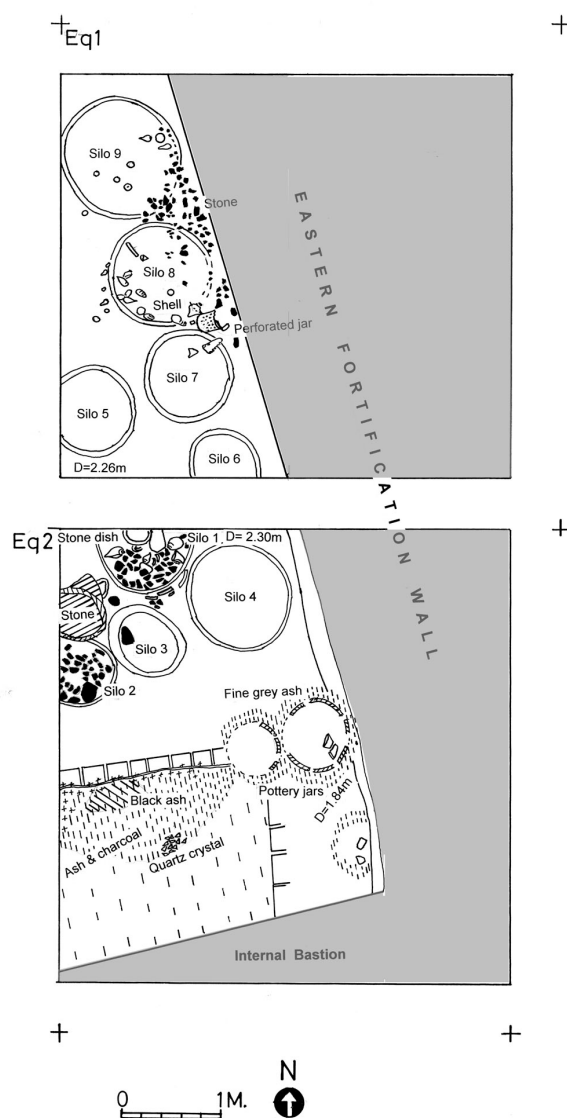 Eq1
Silo 9
Stone
Silo 8
Shell
Perforated jar
Silo 7
Silo 5
Silo 6
D=2.26m
EASTERN FORTIFICATION WALL
Eq2
Stone dish
Silo 1
D= 2.30m
Silo 4
Stone
Silo 3
Silo 2
Fine grey ash
Pottery jars
D=1.84m
Black ash
Ash & charcoal
Quartz crystal
Internal Bastion
N
0 1M.